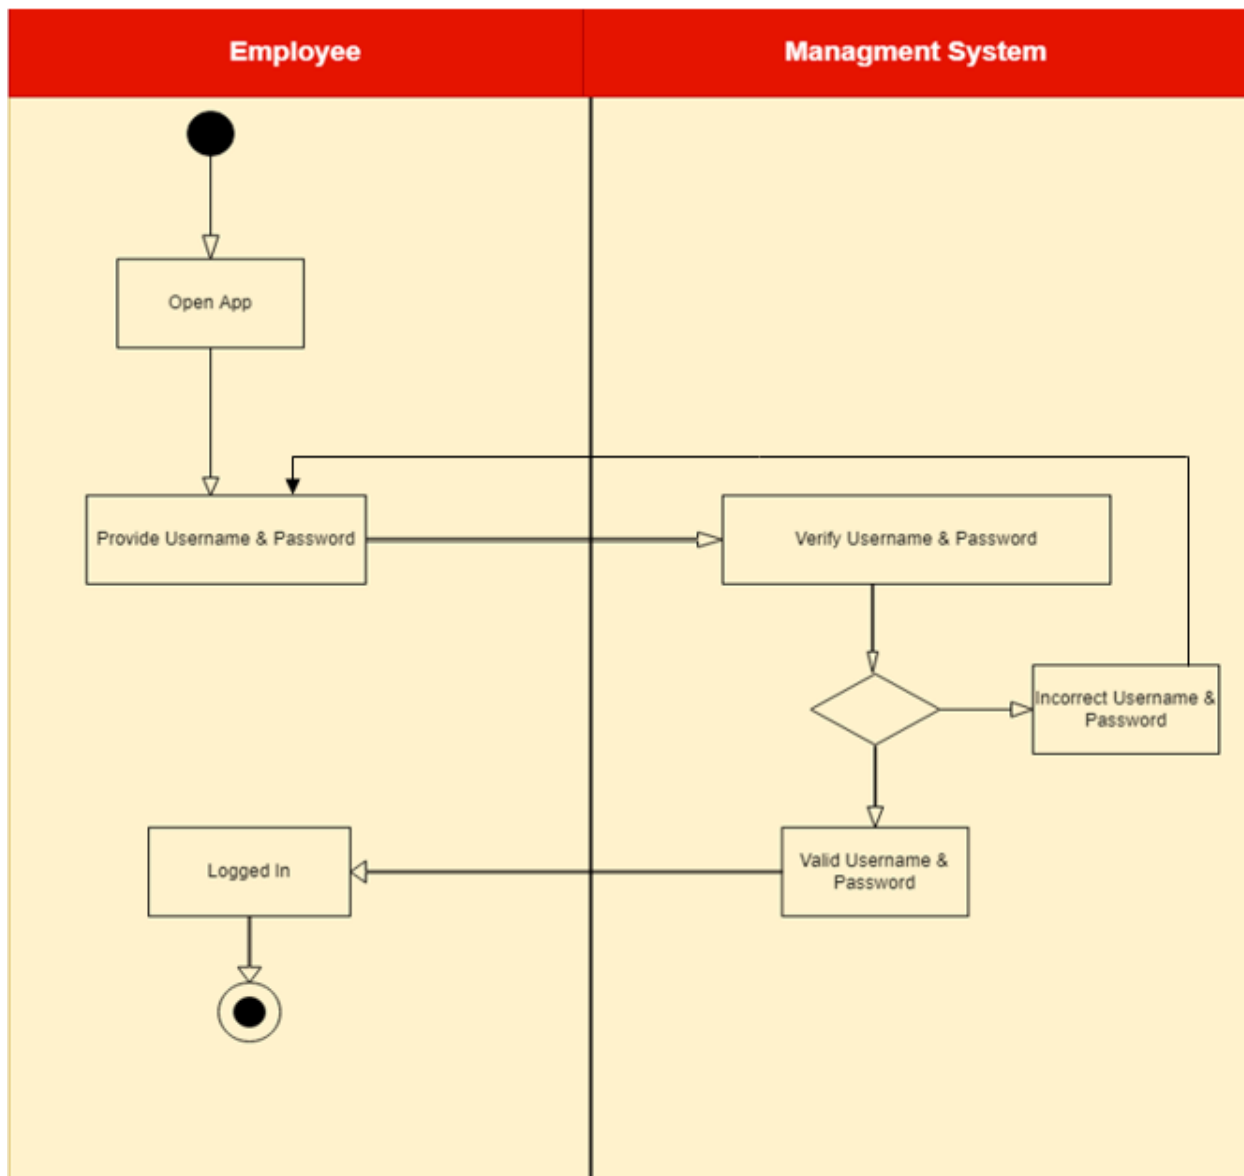 Employee
Managment System
Open App
Provide Username & Password
Verify Username & Password
Incorrect Username &
Password
Logged In
Valid Username &
Password